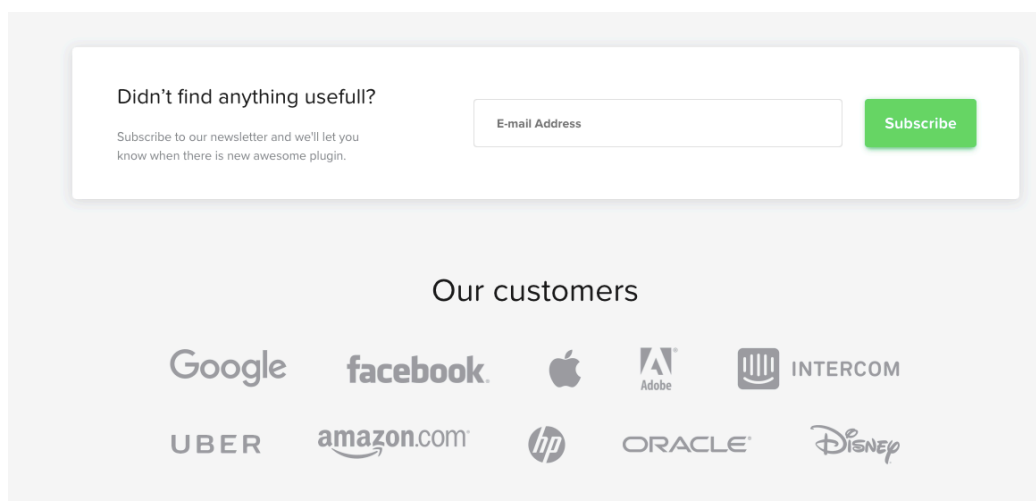 Didn't find anything usefull?
Subscribe to our newsletter and we'll let you
know when there is new awesome plugin.
E-mail Address
Subscribe
Our customers
Google facebook. Adobe INTERCOM
UBER amazon.com hp ORACLE Disney